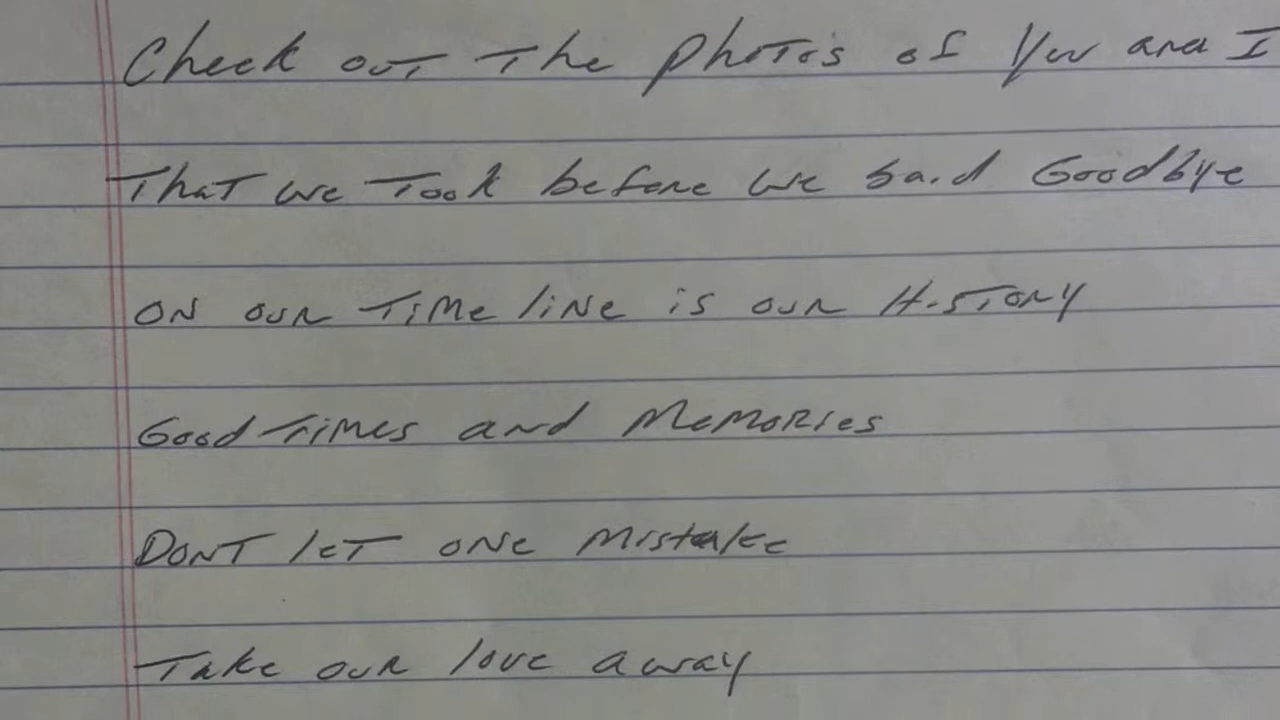 Check out the photo's of you and I
That we Took before we said Goodbye
ON our Time line is our History
Good Times and Memories
DONT let one mistake
Take our love away